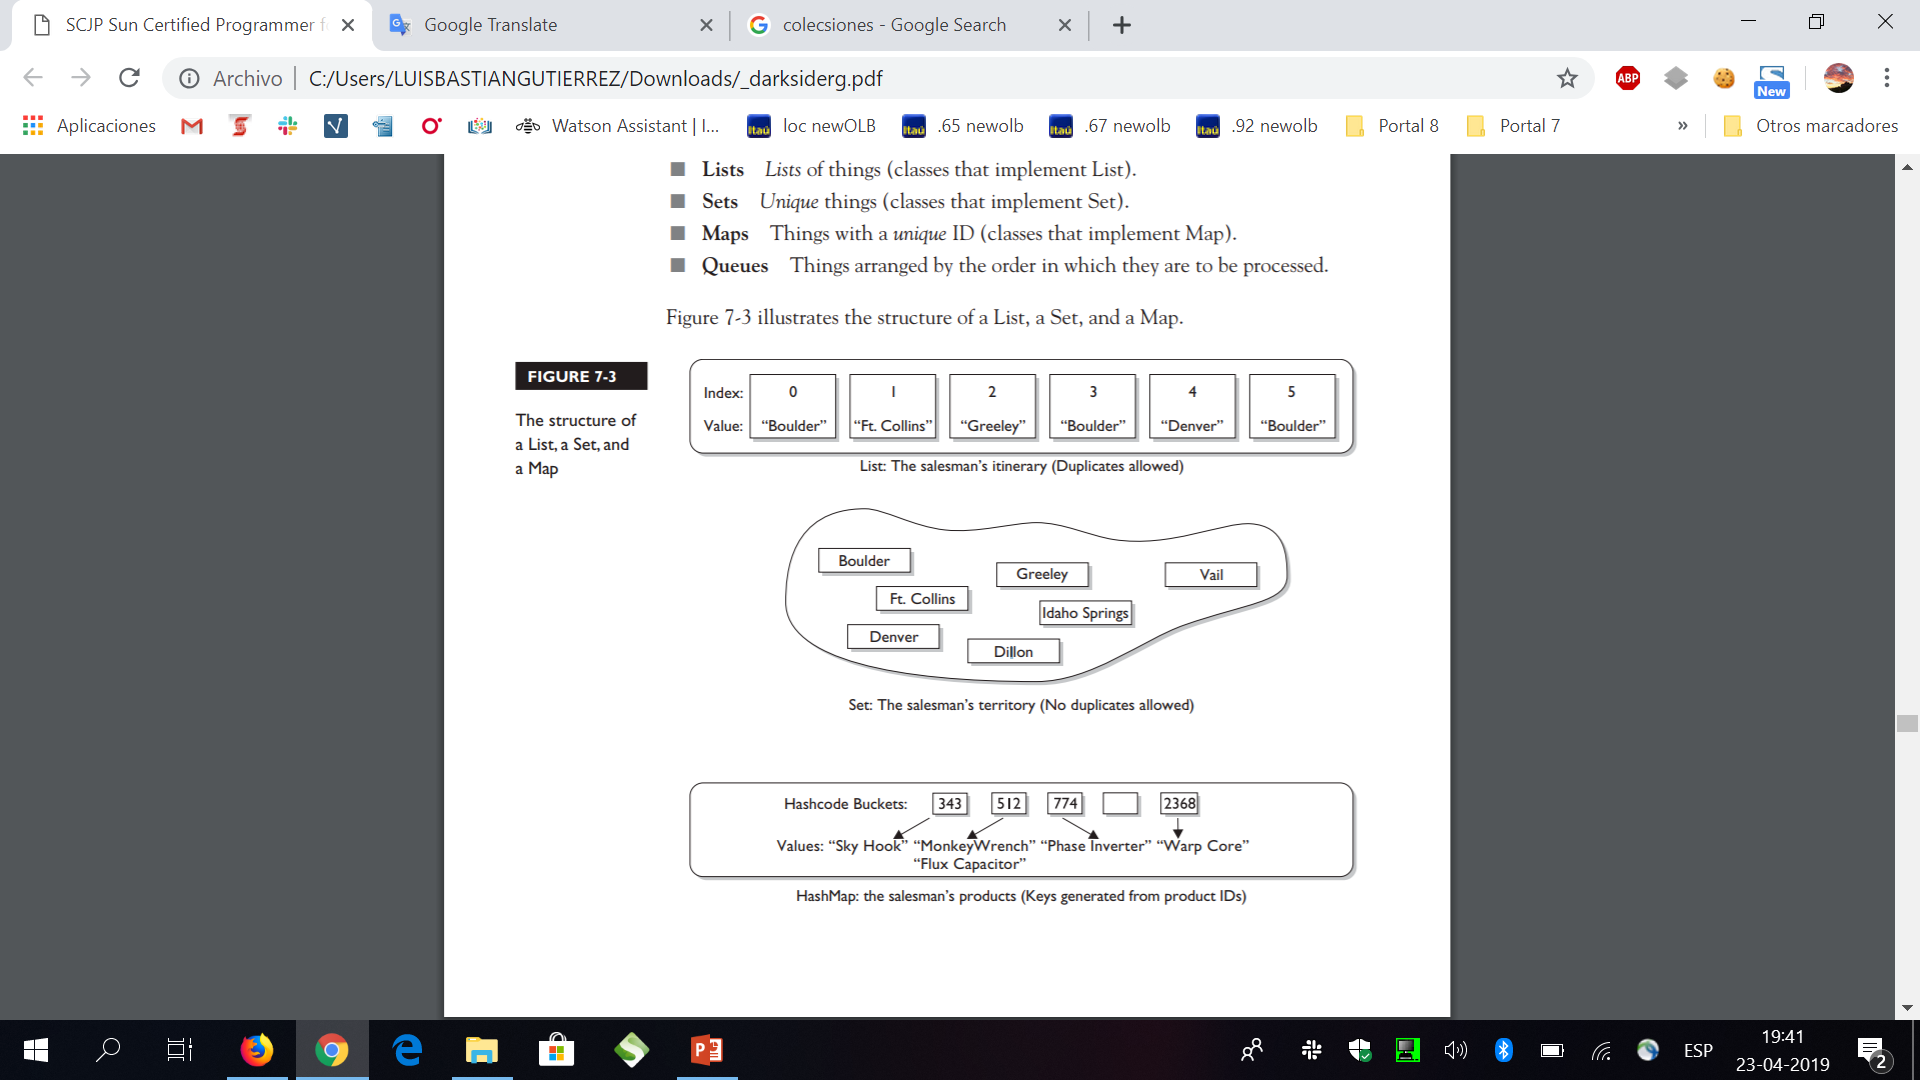 SCJP Sun Certified Programmer f
Google Translate
colecsiones - Google Search
Archivo
C:/Users/LUISBASTIANGUTIERREZ/Downloads/_darksiderg.pdf
ABP
New
Aplicaciones
Watson Assistant | I...
Itaú
loc newOLB
Itaú
.65 newolb
Itaú
.67 newolb
Itaú
.92 newolb
Portal 8
Portal 7
»
Otros marcadores
■ Lists Lists of things (classes that implement List).
■ Sets Unique things (classes that implement Set).
■ Maps Things with a unique ID (classes that implement Map).
■ Queues Things arranged by the order in which they are to be processed.
Figure 7-3 illustrates the structure of a List, a Set, and a Map.
FIGURE 7-3
The structure of
a List, a Set, and
a Map
Index: 0 1 2 3 4 5
Value: “Boulder” “Ft. Collins” “Greeley” “Boulder” “Denver” “Boulder”
List: The salesman’s itinerary (Duplicates allowed)
Boulder
Greeley
Vail
Ft. Collins
Idaho Springs
Denver
Dillon
Set: The salesman’s territory (No duplicates allowed)
Hashcode Buckets: 343 512 774 2368
Values: “Sky Hook” “MonkeyWrench” “Phase Inverter” “Warp Core”
“Flux Capacitor”
HashMap: the salesman’s products (Keys generated from product IDs)
ESP
19:41
23-04-2019
2